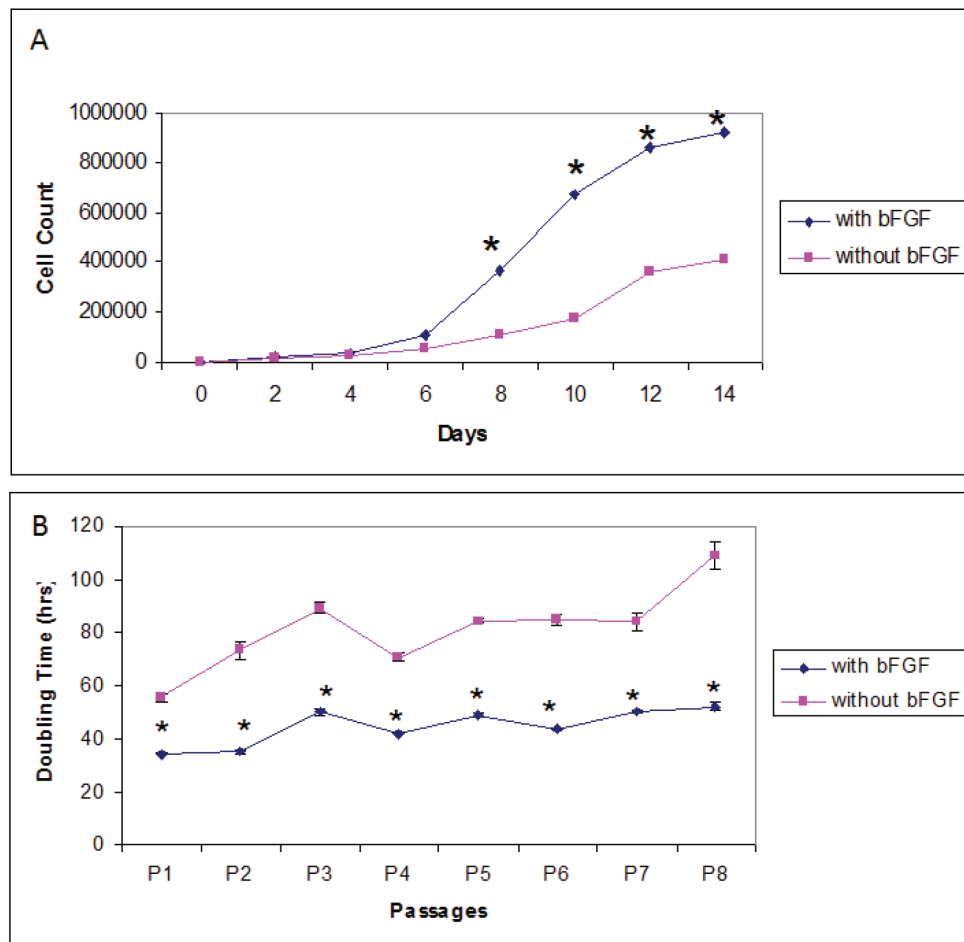 A
1000000
800000
600000
400000
200000
0
Cell Count
* * * *
0 2 4 6 8 10 12 14
Days
with bFGF
without bFGF
B
120
100
80
60
40
20
0
Doubling Time (hrs)
* * * * * * * *
P1 P2 P3 P4 P5 P6 P7 P8
Passages
with bFGF
without bFGF